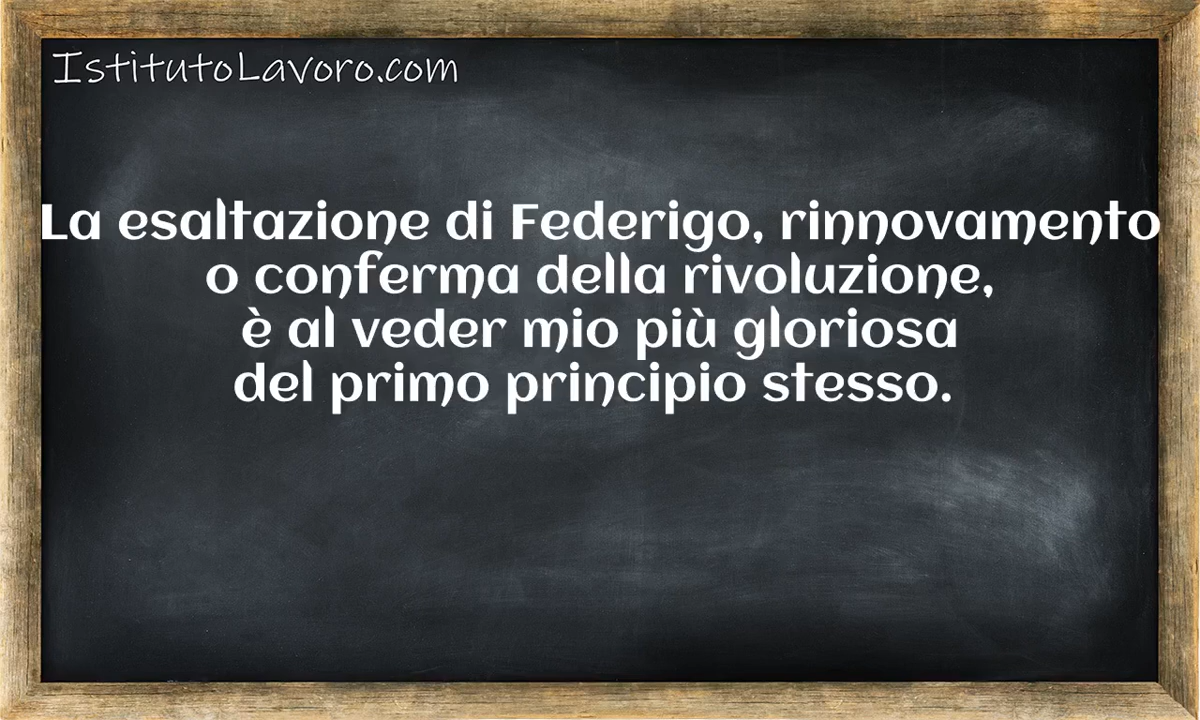 IstitutoLavoro.com
La esaltazione di Federigo, rinnovamento
o conferma della rivoluzione,
è al veder mio più gloriosa
del primo principio stesso.